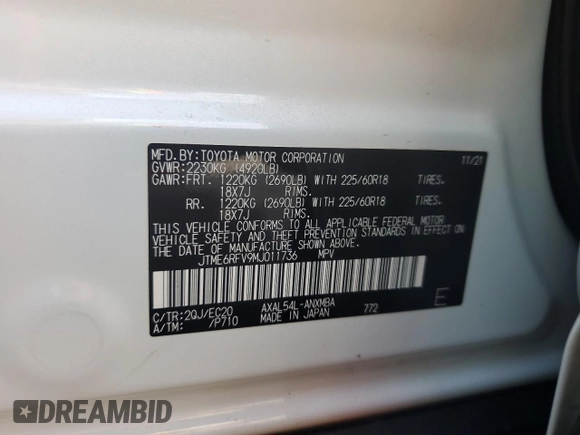 MFD.BY:TOYOTA MOTOR CORPORATION 11/21
GVWR:2230KG (4920LB)
GAWR:FRT. 1220KG (2690LB) WITH 225/60R18 TIRES.
18X7J RIMS.
RR. 1220KG (2690LB) WITH 225/60R18 TIRES.
18X7J RIMS.
THIS VEHICLE CONFORMS TO ALL APPLICABLE FEDERAL MOTOR
VEHICLE SAFETY AND THEFT PREVENTION STANDARDS IN EFFECT ON
THE DATE OF MANUFACTURE SHOWN ABOVE.
JTME6RFV9MJ011736 MPV
C/TR:2QJ/EC20 AXAL54L-ANXMBA 772 E
A/TM: /P710 MADE IN JAPAN
DREAMBID